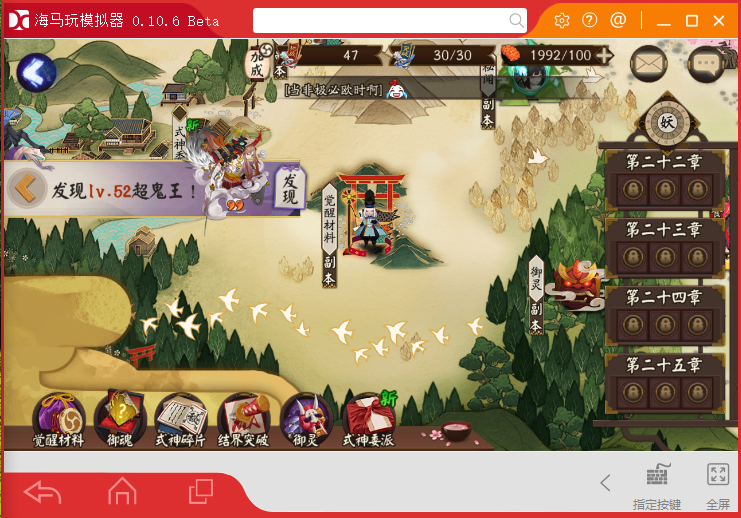 海马玩模拟器 0.10.6 Beta
加成
47
30/30
1992/100
秘闻副本
[当非极必欧时啊]
新
式神委
妖
第二十二章
发现lv.52超鬼王！
发现
觉醒材料副本
第二十三章
御灵副本
第二十四章
第二十五章
新
觉醒材料
御魂
式神碎片
结界突破
御灵
式神委派
指定按键
全屏